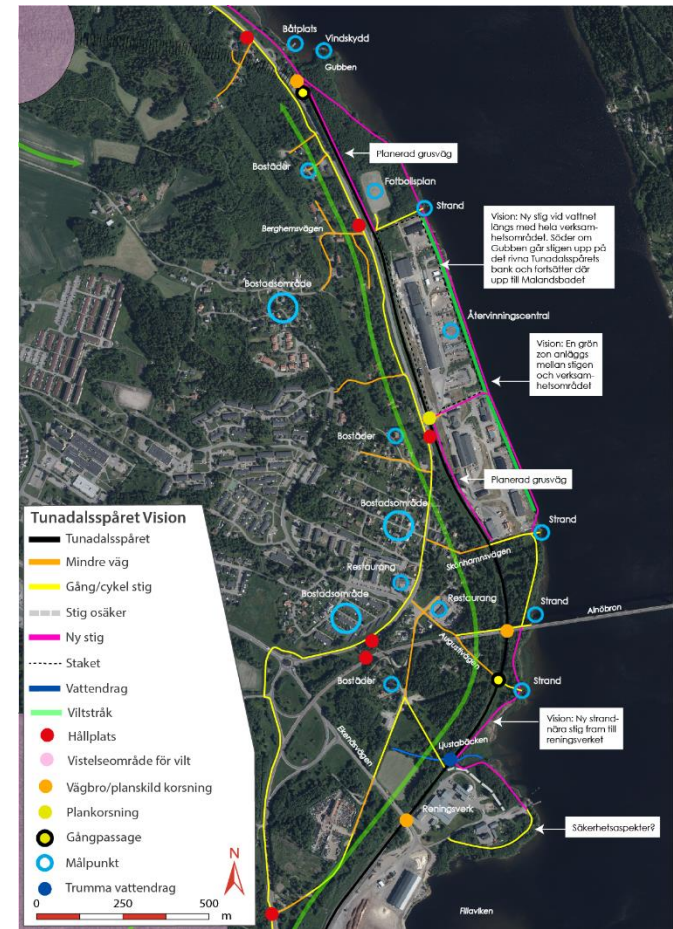 Båtplats
Vindskydd
Gubben
Planerad grusväg
Bostäder
Fotbollsplan
Strand
Berghemsvägen
Vision: Ny stig vid vattnet
längs med hela verksam-
hetsområdet. Söder om
Gubben går stigen upp på
det rivna Tunadalsspårets
bank och fortsätter där
upp till Malandsbadet
Bostadsområde
Återvinningscentral
Vision: En grön
zon anläggs
mellan stigen
och verksam-
hetsområdet
Bostäder
Planerad grusväg
Bostadsområde
Strand
Skönhamnsvägen
Restaurang
Bostadsområde
Restaurang
Strand
Alnöbron
Augustivägen
Bostäder
Strand
Ekenäsvägen
Ljustabäcken
Vision: Ny strand-
nära stig fram till
reningsverket
Reningsverk
Säkerhetsaspekter?
Fillaviken
Tunadalsspåret Vision
Tunadalsspåret
Mindre väg
Gång/cykel stig
Stig osäker
Ny stig
Staket
Vattendrag
Viltstråk
Hållplats
Vistelseområde för vilt
Vägbro/planskild korsning
Plankorsning
Gångpassage
Målpunkt
Trumma vattendrag
N
0 250 500
m